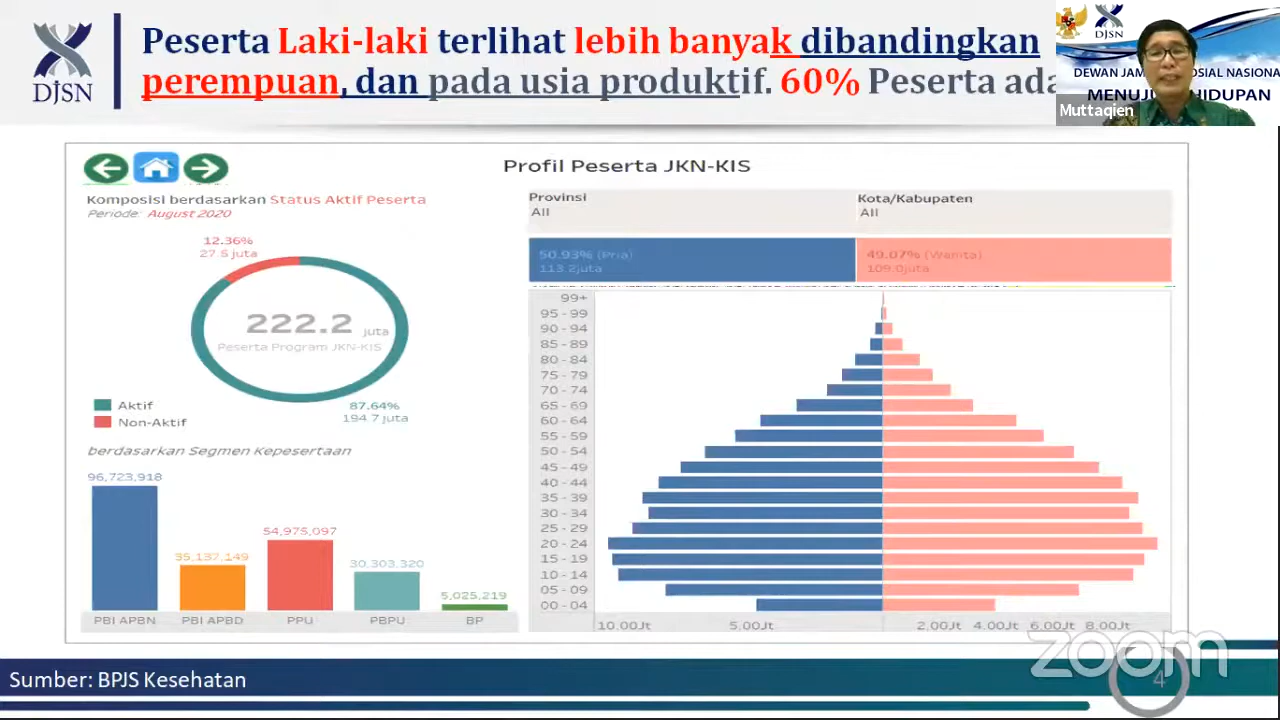 DJSN
Peserta Laki-laki terlihat lebih banyak dibandingkan
perempuan, dan pada usia produktif. 60% Peserta ada
DJSN
DEWAN JAM OSIAL NASIONA
MENUJU HIDUPAN
Muttaqien
Profil Peserta JKN-KIS
Komposisi berdasarkan Status Aktif Peserta
Periode: August 2020
12.36%
27.5 juta
222.2 juta
Peserta Program JKN-KIS
Aktif
Non-Aktif
87.64%
194.7 juta
berdasarkan Segmen Kepesertaan
96,723,918
35,137,149
54,975,097
30,303,320
5,025,219
PBI APBN PBI APBD PPU PBPU BP
Provinsi
All
Kota/Kabupaten
All
50.93% (Pria)
113.2juta
49.07% (Wanita)
109.0juta
99+
95 - 99
90 - 94
85 - 89
80 - 84
75 - 79
70 - 74
65 - 69
60 - 64
55 - 59
50 - 54
45 - 49
40 - 44
35 - 39
30 - 34
25 - 29
20 - 24
15 - 19
10 - 14
05 - 09
00 - 04
10.00Jt 5.00Jt 2.00Jt 4.00Jt 6.00Jt 8.00Jt
zoom
Sumber: BPJS Kesehatan
4